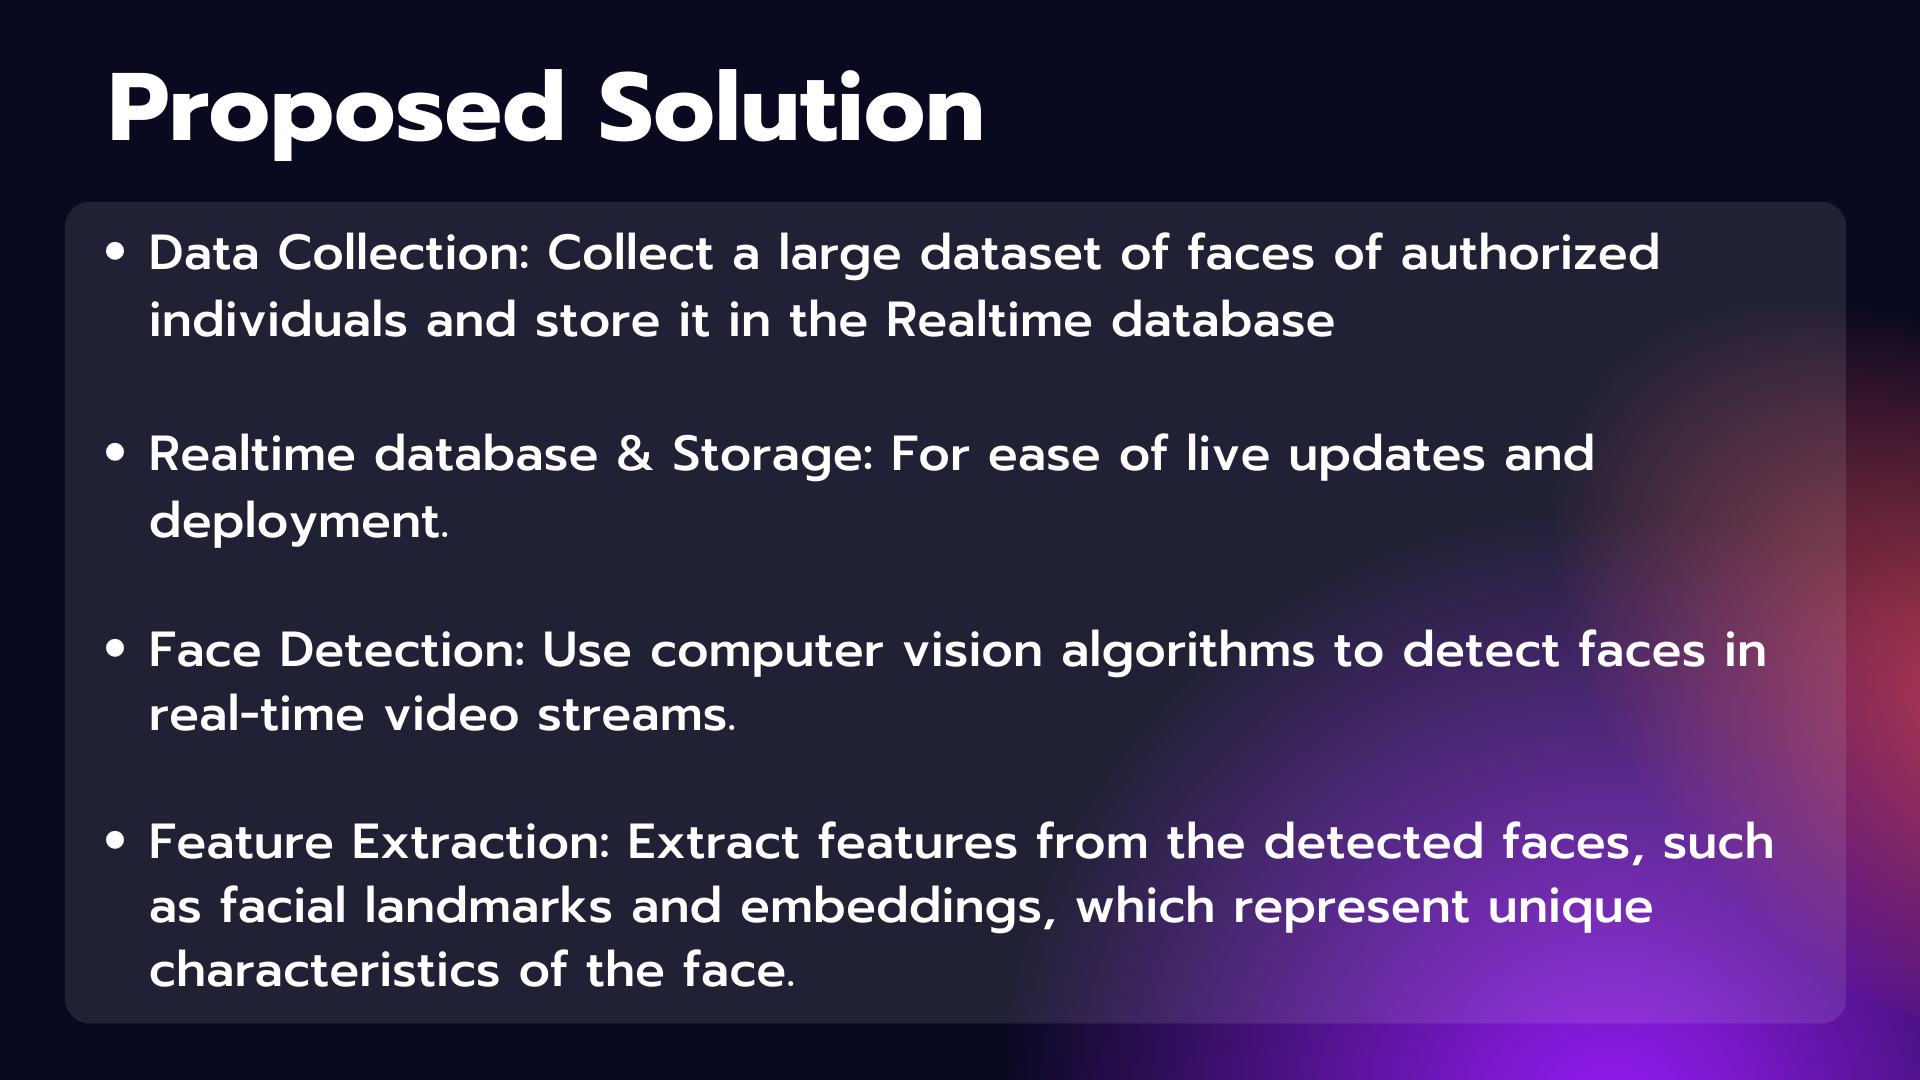 Proposed Solution
• Data Collection: Collect a large dataset of faces of authorized
individuals and store it in the Realtime database
• Realtime database & Storage: For ease of live updates and
deployment.
• Face Detection: Use computer vision algorithms to detect faces in
real-time video streams.
• Feature Extraction: Extract features from the detected faces, such
as facial landmarks and embeddings, which represent unique
characteristics of the face.